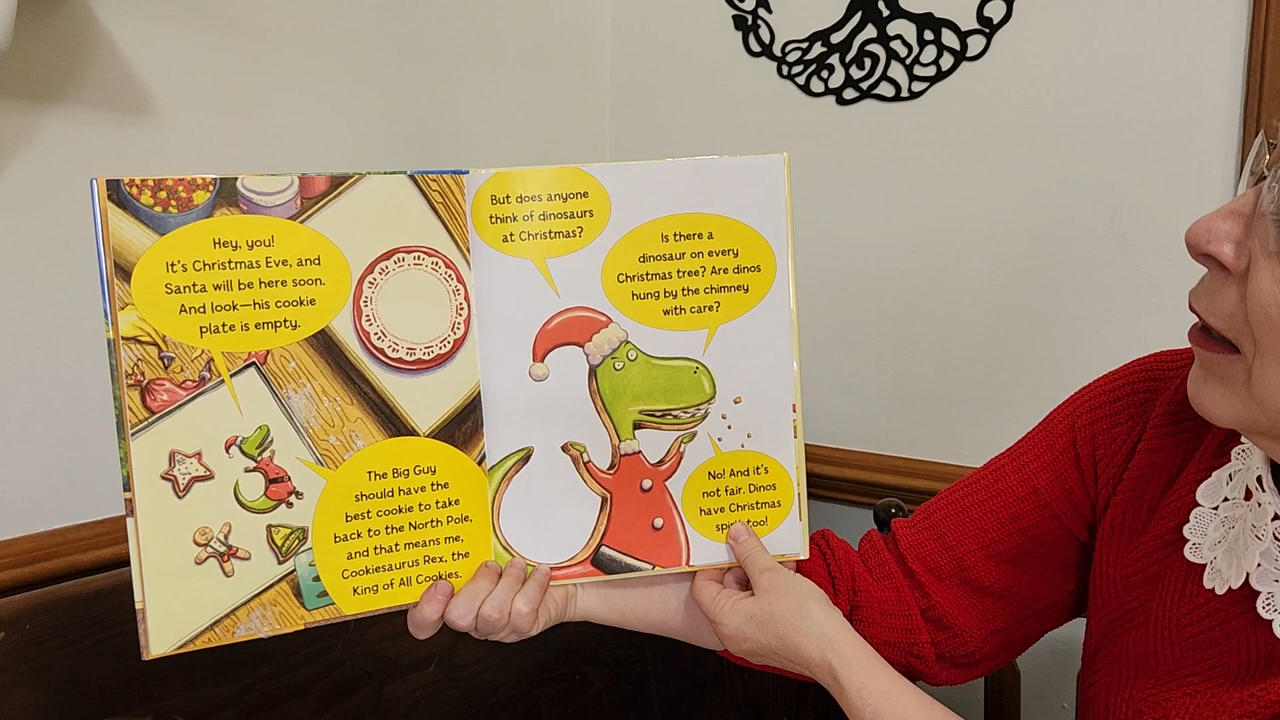 Hey, you!
It's Christmas Eve, and
Santa will be here soon.
And look—his cookie
plate is empty.
The Big Guy
should have the
best cookie to take
back to the North Pole,
and that means me,
Cookiesaurus Rex, the
King of All Cookies.
But does anyone
think of dinosaurs
at Christmas?
Is there a
dinosaur on every
Christmas tree? Are dinos
hung by the chimney
with care?
No! And it's
not fair. Dinos
have Christmas
spirit too!